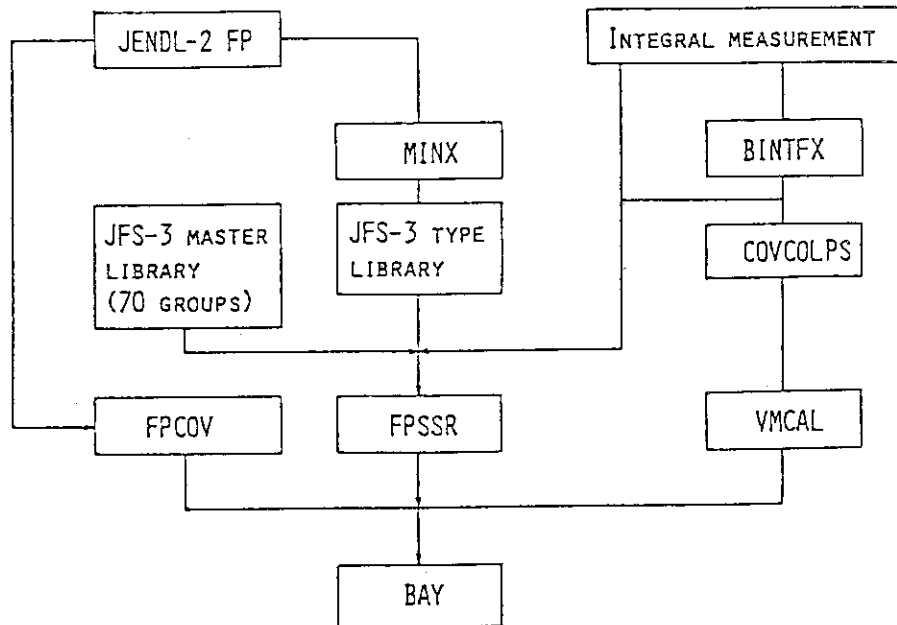 JENDL-2 FP
INTEGRAL MEASUREMENT
MINX
BINTFX
JFS-3 MASTER
LIBRARY
(70 GROUPS)
JFS-3 TYPE
LIBRARY
COVCOLPS
FPCOV
FPSSR
VMCAL
BAY